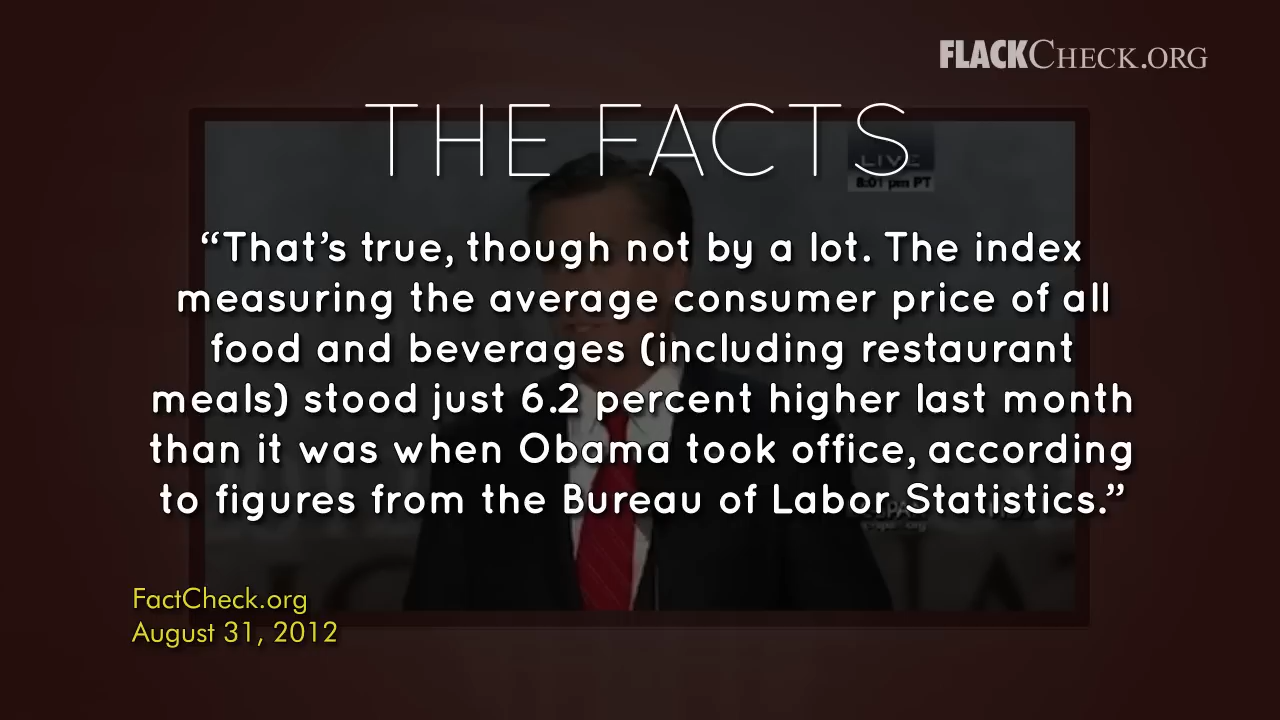 FLACKCHECK.ORG
THE FACTS
LIVE
8:01 pm PT
“That’s true, though not by a lot. The index
measuring the average consumer price of all
food and beverages (including restaurant
meals) stood just 6.2 percent higher last month
than it was when Obama took office, according
to figures from the Bureau of Labor Statistics.”
FactCheck.org
August 31, 2012